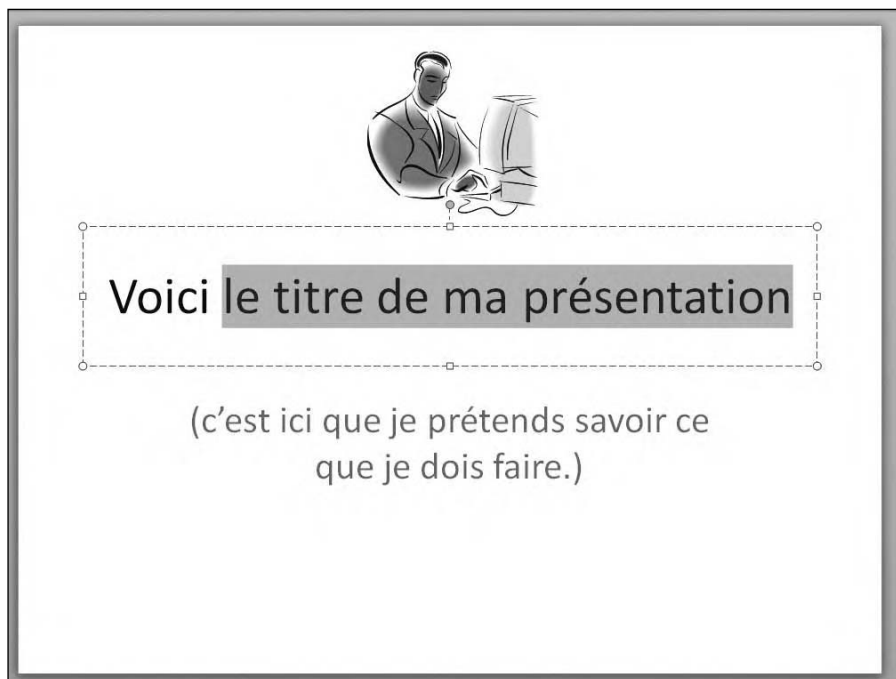 Voici le titre de ma présentation
(c’est ici que je prétends savoir ce
que je dois faire.)